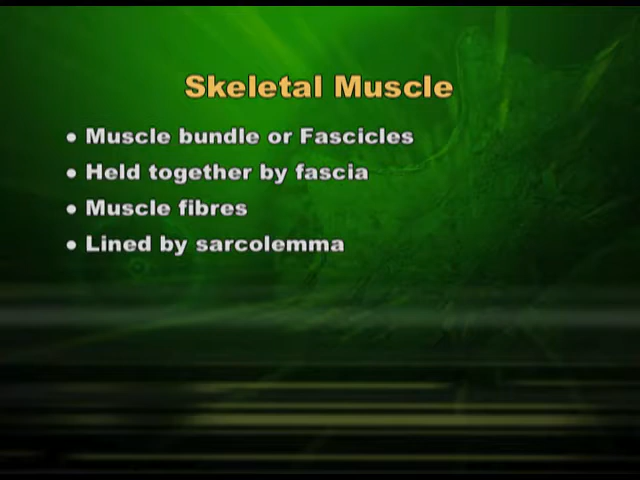 Skeletal Muscle
• Muscle bundle or Fascicles
• Held together by fascia
• Muscle fibres
• Lined by sarcolemma